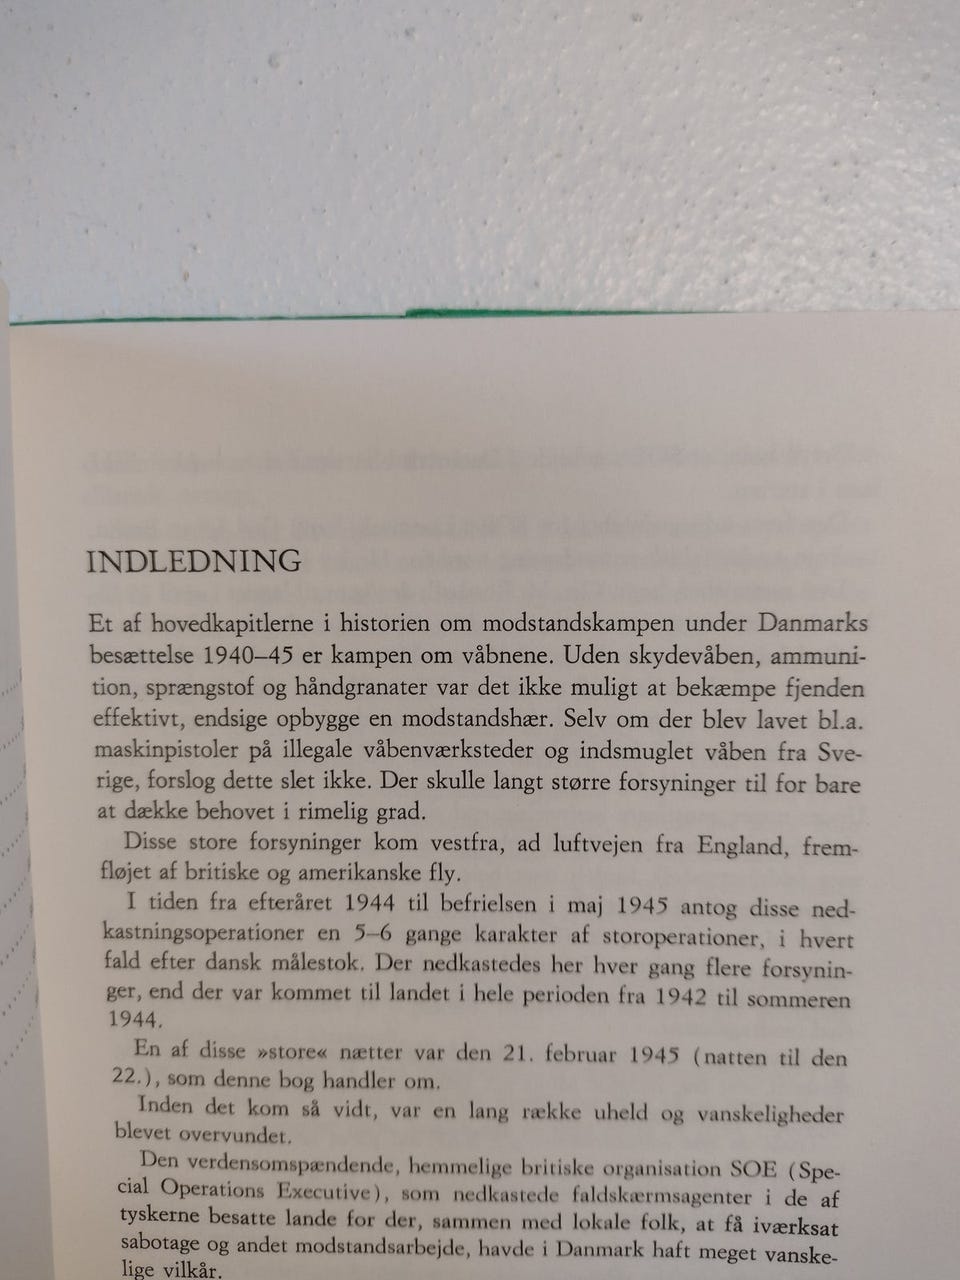 INDLEDNING
Et af hovedkapitlerne i historien om modstandskampen under Danmarks
besættelse 1940–45 er kampen om våbnene. Uden skydevåben, ammuni-
tion, sprængstof og håndgranater var det ikke muligt at bekæmpe fjenden
effektivt, endsige opbygge en modstandshær. Selv om der blev lavet bl.a.
maskinpistoler på illegale våbenværksteder og indsmuglet våben fra Sve-
rige, forslog dette slet ikke. Der skulle langt større forsyninger til for bare
at dække behovet i rimelig grad.
Disse store forsyninger kom vestfra, ad luftvejen fra England, frem-
fløjet af britiske og amerikanske fly.
I tiden fra efteråret 1944 til befrielsen i maj 1945 antog disse ned-
kastningsoperationer en 5–6 gange karakter af storoperationer, i hvert
fald efter dansk målestok. Der nedkastedes her hver gang flere forsynin-
ger, end der var kommet til landet i hele perioden fra 1942 til sommeren
1944.
En af disse »store« nætter var den 21. februar 1945 (natten til den
22.), som denne bog handler om.
Inden det kom så vidt, var en lang række uheld og vanskeligheder
blevet overvundet.
Den verdensomspændende, hemmelige britiske organisation SOE (Spe-
cial Operations Executive), som nedkastede faldskærmsagenter i de af
tyskerne besatte lande for der, sammen med lokale folk, at få iværksat
sabotage og andet modstandsarbejde, havde i Danmark haft meget vanske-
lige vilkår.